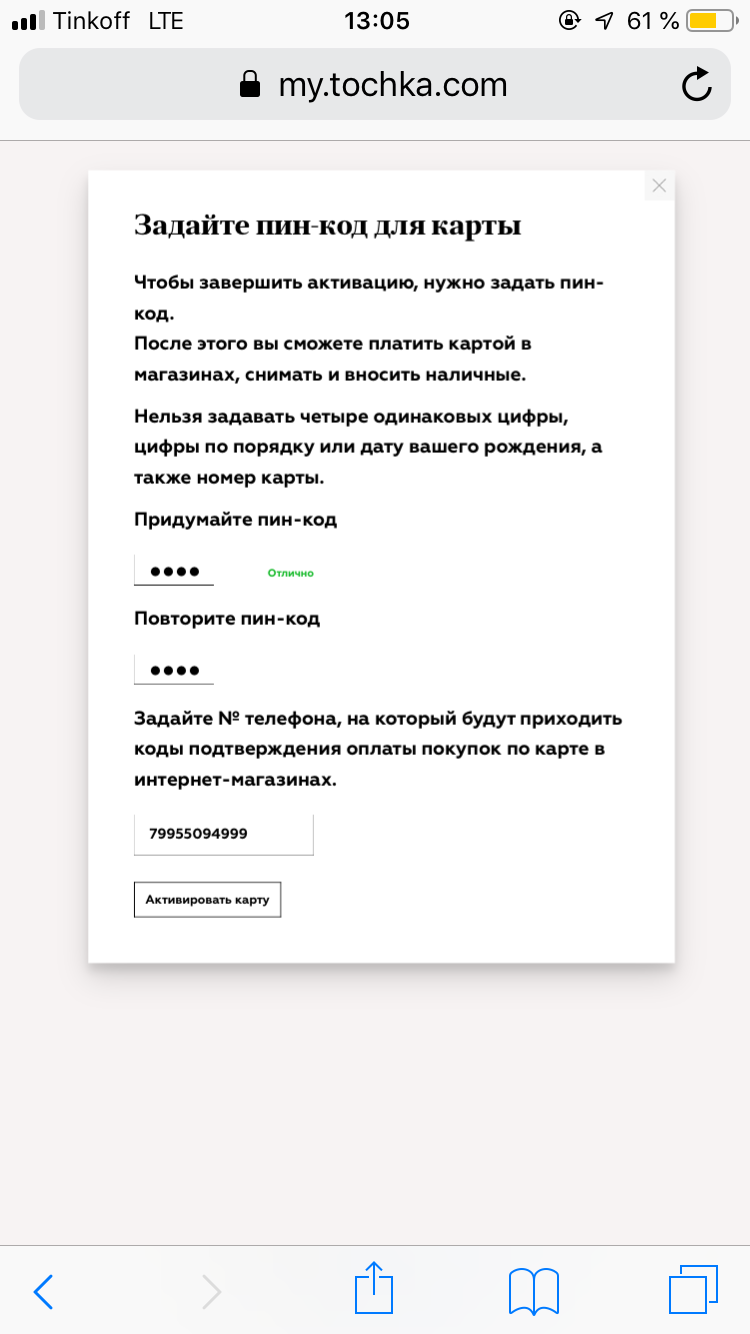 Tinkoff LTE 13:05 61 %
my.tochka.com
Задайте пин-код для карты
Чтобы завершить активацию, нужно задать пин-
код.
После этого вы сможете платить картой в
магазинах, снимать и вносить наличные.
Нельзя задавать четыре одинаковых цифры,
цифры по порядку или дату вашего рождения, а
также номер карты.
Придумайте пин-код
●●●● Отлично
Повторите пин-код
●●●●
Задайте № телефона, на который будут приходить
коды подтверждения оплаты покупок по карте в
интернет-магазинах.
79955094999
Активировать карту